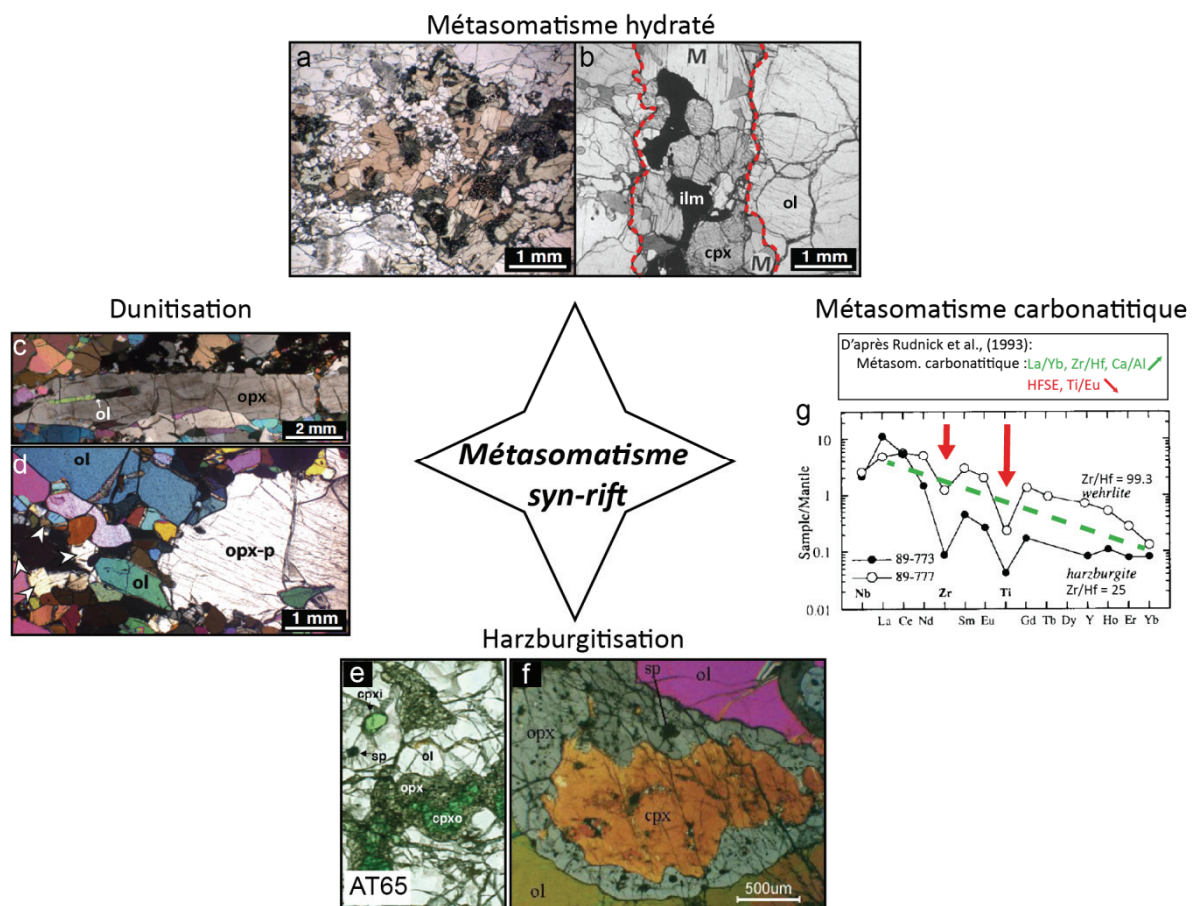 Métasomatisme hydraté
a
1 mm
b
M
ilm
ol
cpx
M
1 mm
Dunitisation
c
opx
ol
2 mm
d
ol
opx-p
ol
1 mm
Métasomatisme
syn-rift
Métasomatisme carbonatitique
D'après Rudnick et al., (1993):
Métasom. carbonatitique :La/Yb, Zr/Hf, Ca/Al
HFSE, Ti/Eu
g
Sample/Mantle
10
1
0.1
0.01
Zr/Hf = 99.3
wehrlite
89-773
89-777
harzburgite
Zr/Hf = 25
Nb Zr Ti
La Ce Nd Sm Eu Gd Tb Dy Y Ho Er Yb
Harzburgitisation
e
cpxi
sp
ol
opx
cpxo
AT65
f
sp
ol
opx
cpx
ol
500um